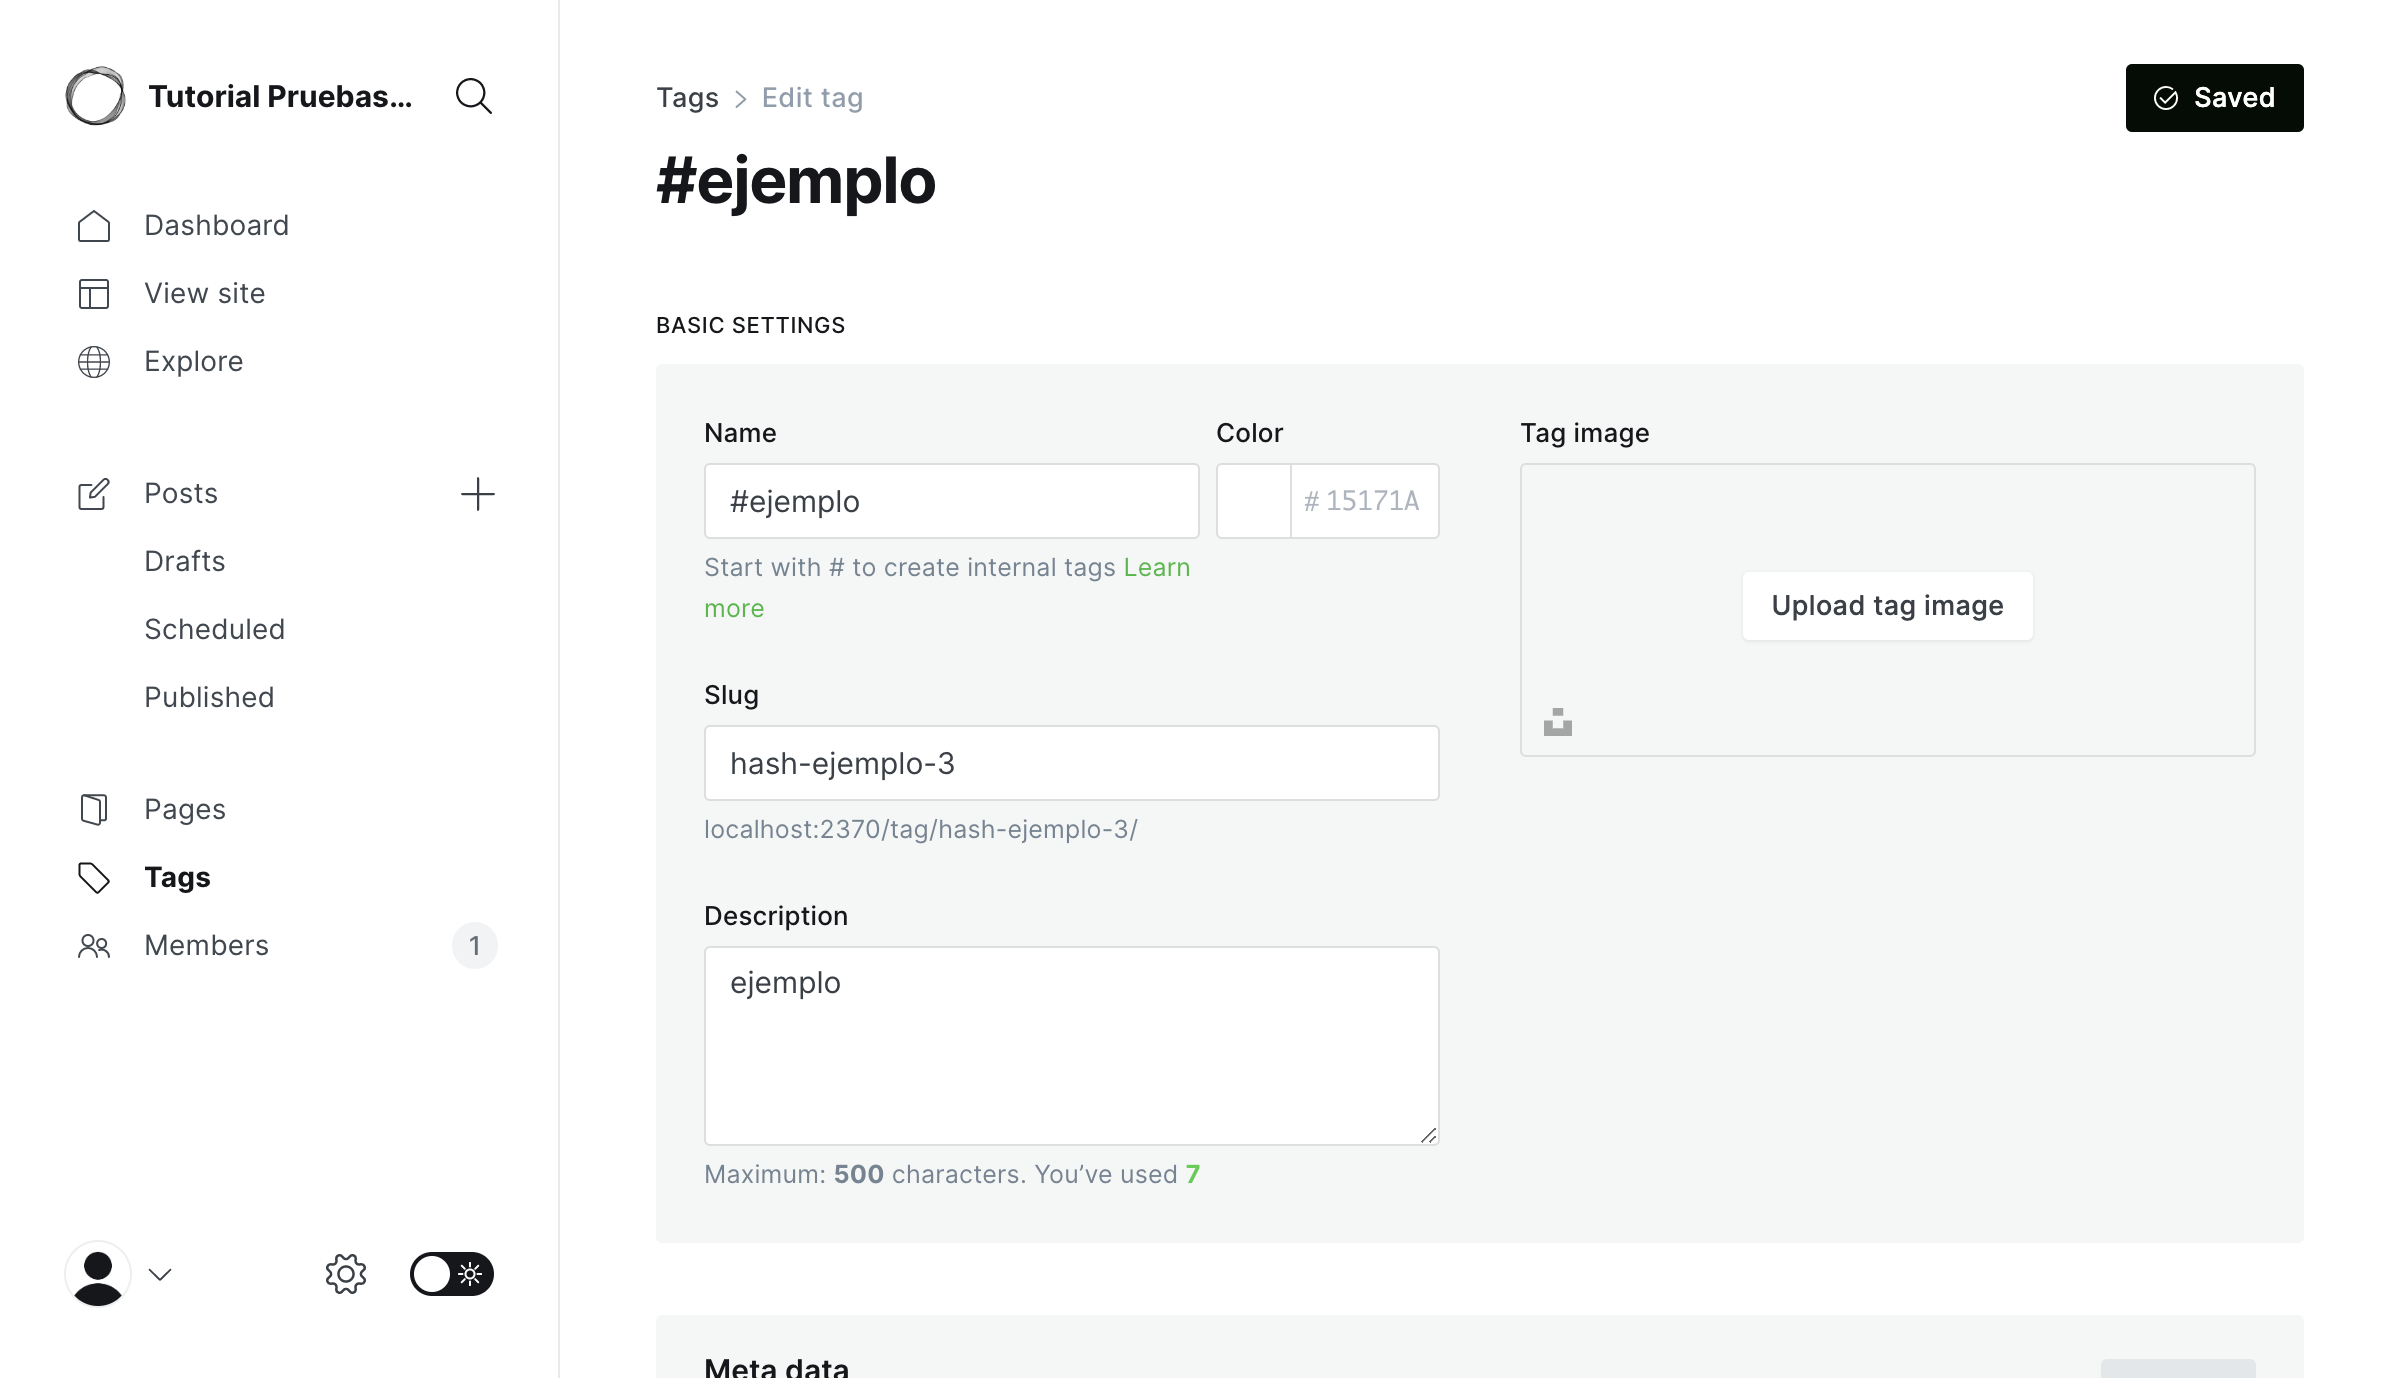 Tutorial Pruebas...
Dashboard
View site
Explore
Posts
Drafts
Scheduled
Published
Pages
Tags
Members
1
Tags > Edit tag
Saved
#ejemplo
BASIC SETTINGS
Name
#ejemplo
Start with # to create internal tags Learn
more
Color
# 15171A
Slug
hash-ejemplo-3
localhost:2370/tag/hash-ejemplo-3/
Description
ejemplo
Maximum: 500 characters. You’ve used 7
Tag image
Upload tag image
Meta data